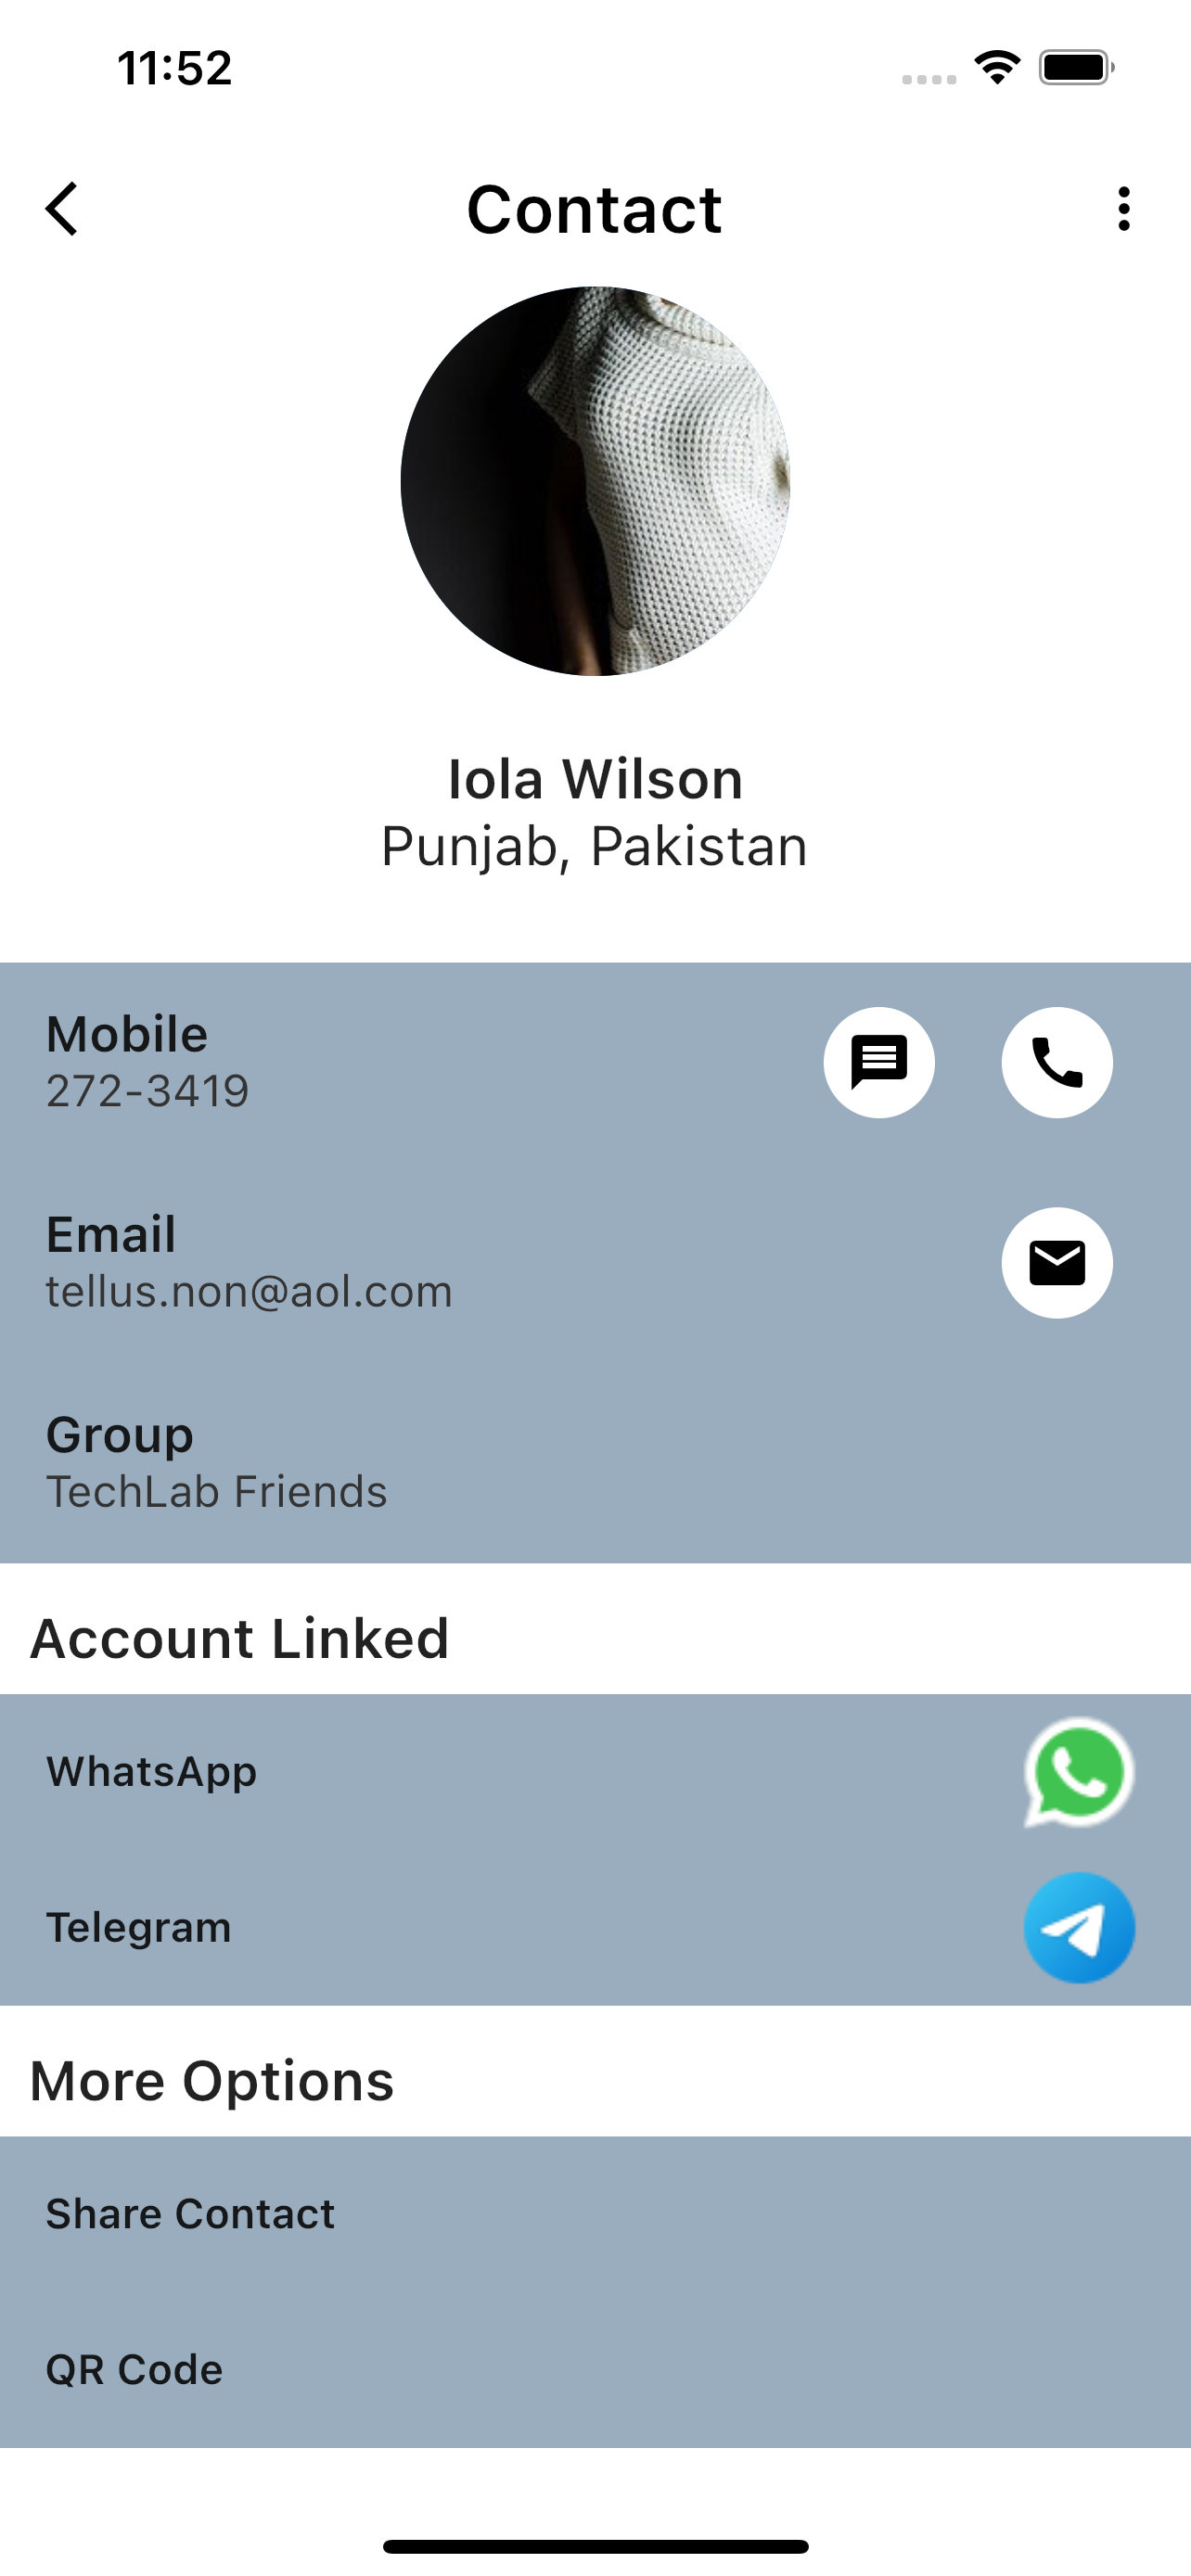 11:52
Contact
Iola Wilson
Punjab, Pakistan
Mobile
272-3419
Email
tellus.non@aol.com
Group
TechLab Friends
Account Linked
WhatsApp
Telegram
More Options
Share Contact
QR Code